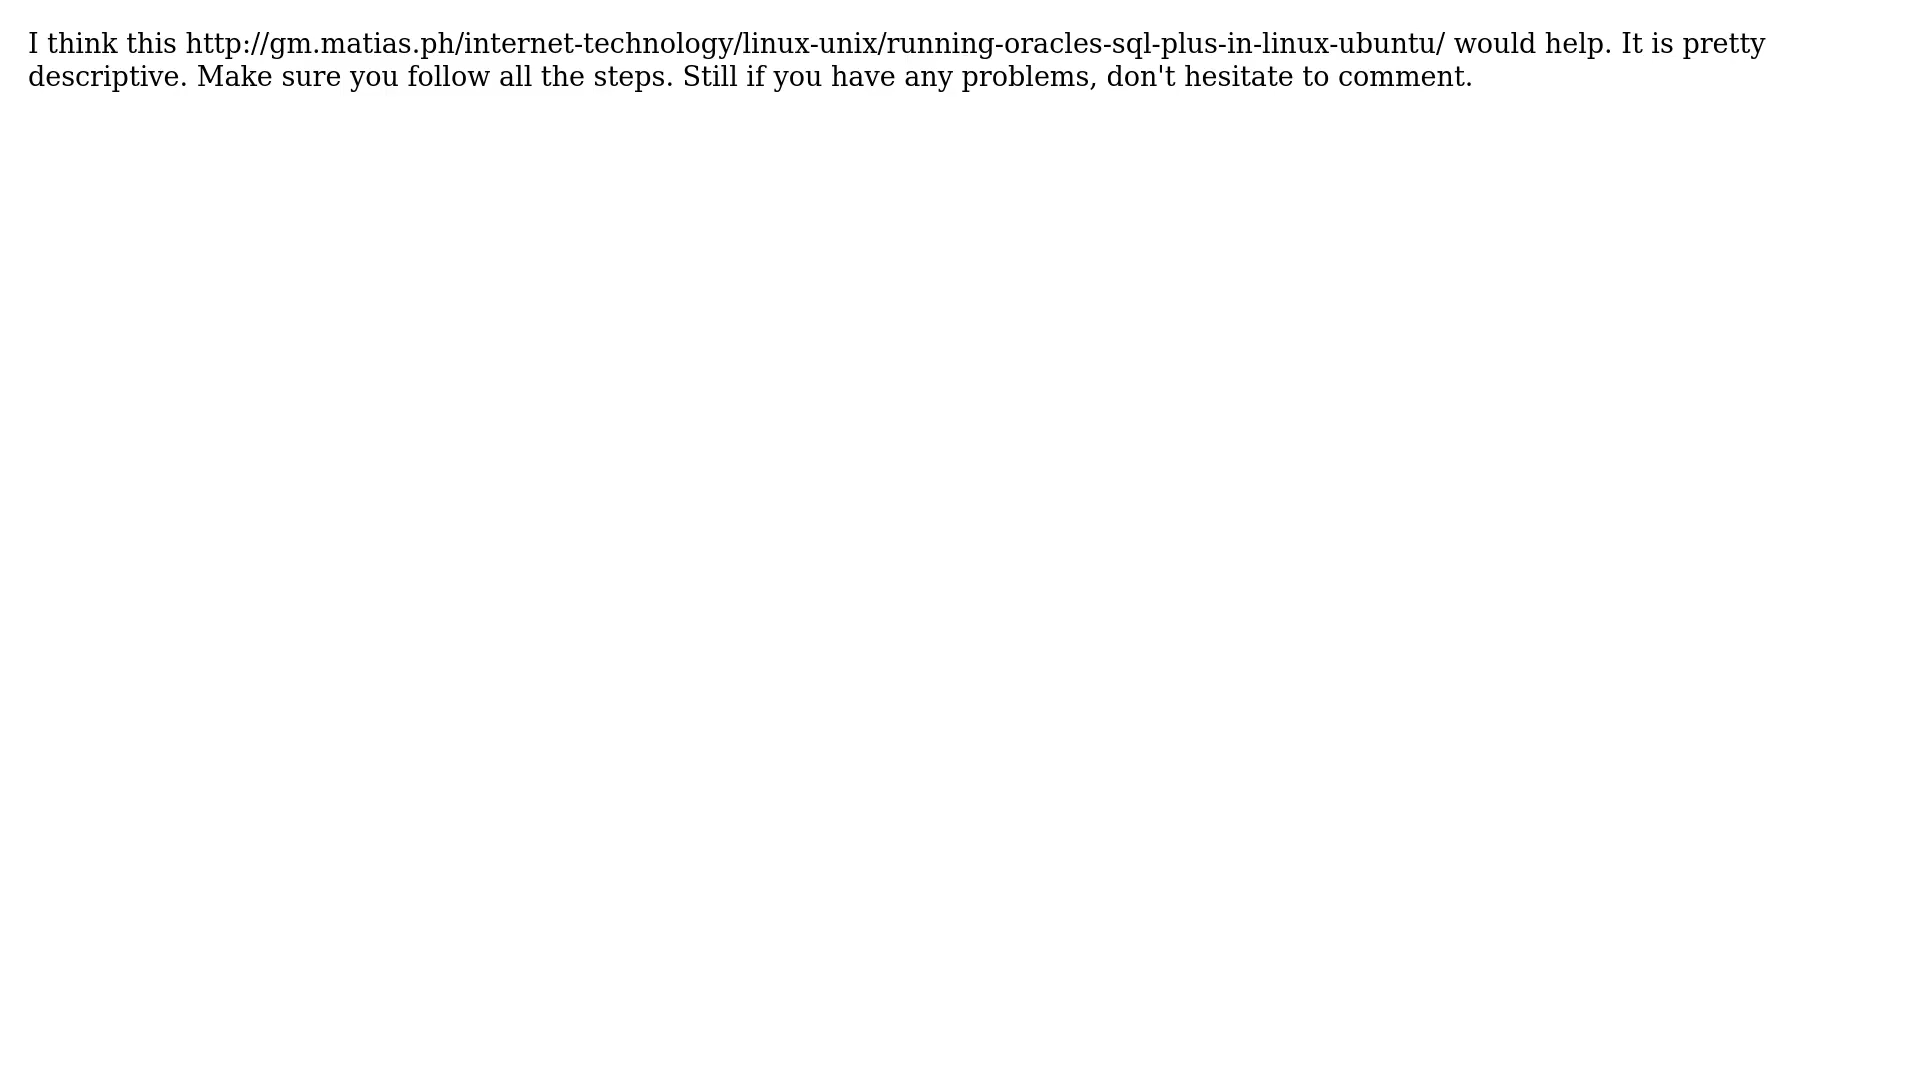 I think this http://gm.matias.ph/internet-technology/linux-unix/running-oracles-sql-plus-in-linux-ubuntu/ would help. It is pretty
descriptive. Make sure you follow all the steps. Still if you have any problems, don't hesitate to comment.